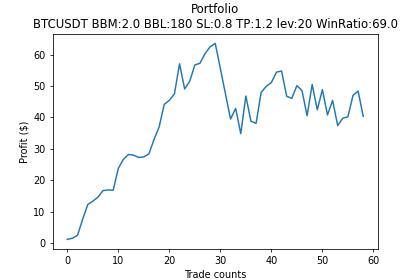 Portfolio
BTCUSDT BBM:2.0 BBL:180 SL:0.8 TP:1.2 lev:20 WinRatio:69.0
60
50
40
30
20
10
0
Profit ($)
0 10 20 30 40 50 60
Trade counts